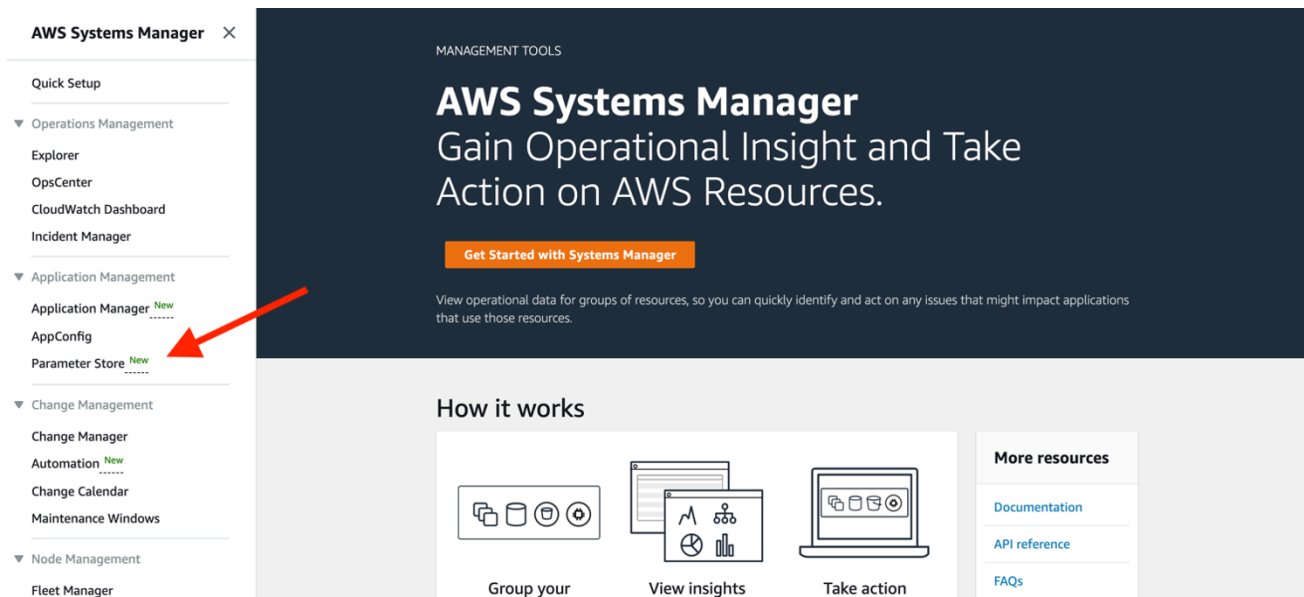 AWS Systems Manager
Quick Setup
Operations Management
Explorer
OpsCenter
CloudWatch Dashboard
Incident Manager
Application Management
Application Manager New
AppConfig
Parameter Store New
Change Management
Change Manager
Automation New
Change Calendar
Maintenance Windows
Node Management
Fleet Manager
MANAGEMENT TOOLS
AWS Systems Manager
Gain Operational Insight and Take
Action on AWS Resources.
Get Started with Systems Manager
View operational data for groups of resources, so you can quickly identify and act on any issues that might impact applications
that use those resources.
How it works
Group your
View insights
Take action
More resources
Documentation
API reference
FAQs